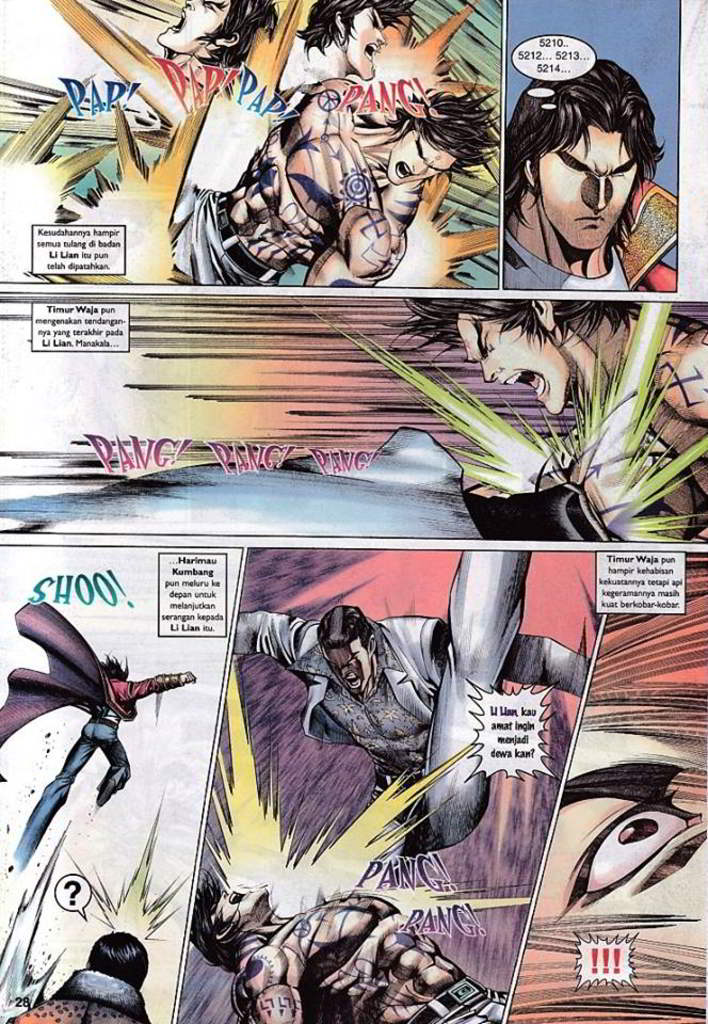 PAP!
PAP!
PAP!
PANG!
Kesudahannya hampir
semua tulang di badan
Li Lian itu pun
telah dipatahkan.
5210..
5212... 5213...
5214...
Timur Waja pun
mengenakan tendangan-
nya yang terakhir pada
Li Lian. Manakala...
PANG! PANG! PANG!
SHOO!
...Harimau
Kumbang
pun meluru ke
depan untuk
melanjutkan
serangan kepada
Li Lian itu.
?
Li Lian, kau
amat ingin
menjadi
dewa kan?
PANG!
PANG!
Timur Waja pun
hampir kehabisan
kekuatannya tetapi api
kegeramannya masih
kuat berkobar-kobar.
!!!
28